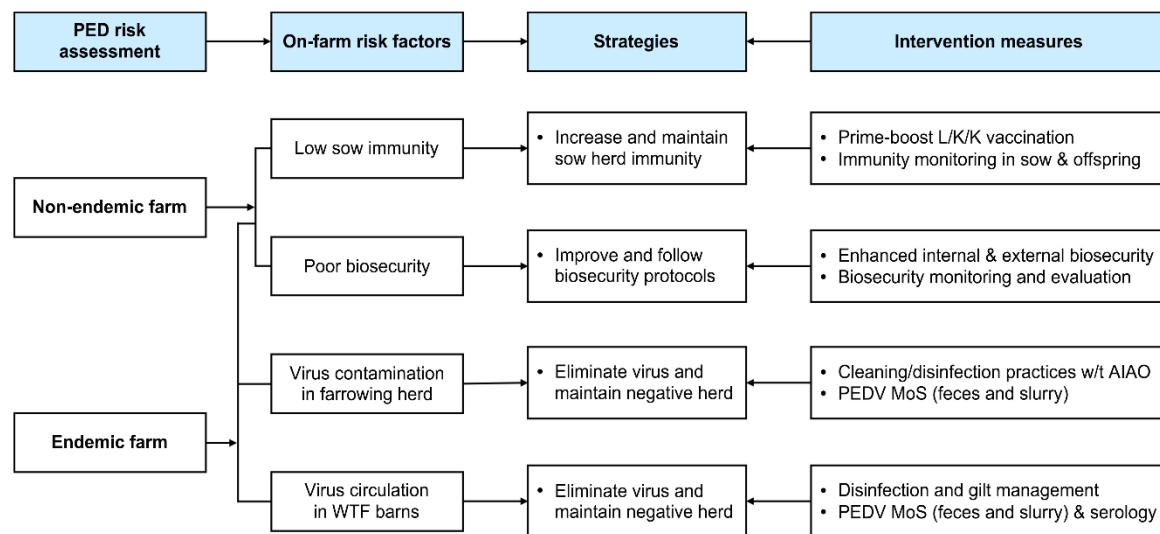 PED risk
assessment
On-farm risk factors
Strategies
Intervention measures
Low sow immunity
• Increase and maintain
sow herd immunity
• Prime-boost L/K/K vaccination
• Immunity monitoring in sow & offspring
Non-endemic farm
Poor biosecurity
• Improve and follow
biosecurity protocols
• Enhanced internal & external biosecurity
• Biosecurity monitoring and evaluation
Virus contamination
in farrowing herd
• Eliminate virus and
maintain negative herd
• Cleaning/disinfection practices w/t AIAO
• PEDV MoS (feces and slurry)
Endemic farm
Virus circulation
in WTF barns
• Eliminate virus and
maintain negative herd
• Disinfection and gilt management
• PEDV MoS (feces and slurry) & serology